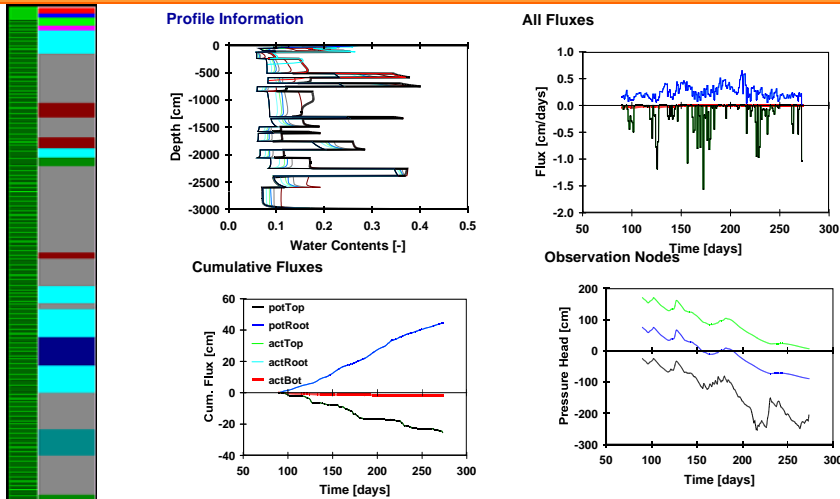 Profile Information
All Fluxes
0
-500
-1000
-1500
-2000
-2500
-3000
0.0 0.1 0.2 0.3 0.4 0.5
Depth [cm]
Water Contents [-]
1.0
0.5
0.0
-0.5
-1.0
-1.5
-2.0
50 100 150 200 250 300
Flux [cm/days]
Time [days]
Cumulative Fluxes
Observation Nodes
60
40
20
0
-20
-40
50 100 150 200 250 300
Cum. Flux [cm]
Time [days]
potTop
potRoot
actTop
actRoot
actBot
200
100
0
-100
-200
-300
50 100 150 200 250 300
Pressure Head [cm]
Time [days]